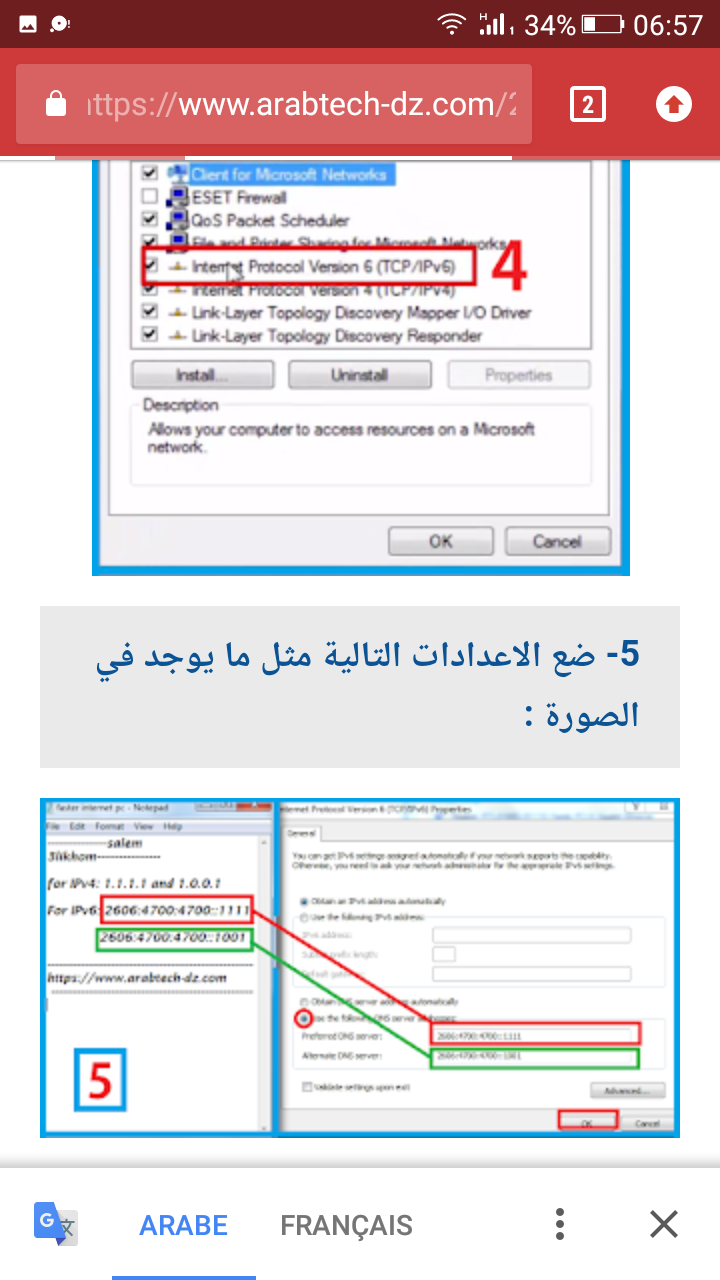 34%
06:57
https://www.arabtech-dz.com/2
2
Client for Microsoft Networks
ESET Firewall
QoS Packet Scheduler
File and Printer Sharing for Microsoft Networks
Internet Protocol Version 6 (TCP/IPv6)
4
Internet Protocol Version 4 (TCP/IPv4)
Link-Layer Topology Discovery Mapper I/O Driver
Link-Layer Topology Discovery Responder
Install...
Uninstall
Properties
Description
Allows your computer to access resources on a Microsoft
network.
OK
Cancel
5- ضع الاعدادات التالية مثل ما يوجد في
الصورة :
faster internet pc - Notepad
File Edit Format View Help
----------------salem
3likhom----------------
for IPv4: 1.1.1.1 and 1.0.0.1
For IPv6: 2606:4700:4700::1111
2606:4700:4700::1001
https://www.arabtech-dz.com
5
Internet Protocol Version 6 (TCP/IPv6) Properties
General
You can get IPv6 settings assigned automatically if your network supports this capability.
Otherwise, you need to ask your network administrator for the appropriate IPv6 settings.
Obtain an IPv6 address automatically
Use the following IPv6 address:
IPv6 address:
Subnet prefix length:
Default gateway:
Obtain DNS server address automatically
Use the following DNS server addresses:
Preferred DNS server:
2606:4700:4700::1111
Alternate DNS server:
2606:4700:4700::1001
Validate settings upon exit
Advanced...
OK
Cancel
ARABE
FRANÇAIS